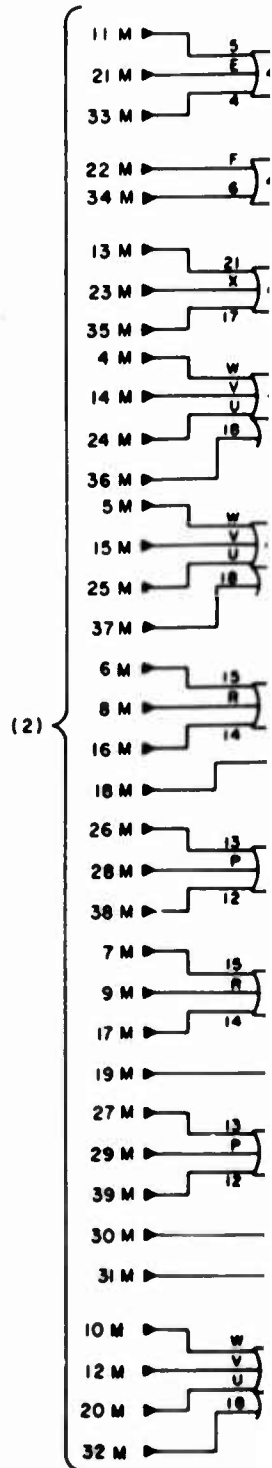 11 M 5
21 M E 4
33 M 4
22 M F 4
34 M 6
13 M 21
23 M X
35 M 17
4 M W
14 M V
24 M U
36 M 18
5 M W
15 M V
25 M U
37 M 18
6 M 15
8 M R
(2)
16 M 14
18 M
26 M 13
28 M P
38 M 12
7 M 15
9 M R
17 M 14
19 M
27 M 13
29 M P
39 M 12
30 M
31 M
10 M W
12 M V
20 M U
32 M 18